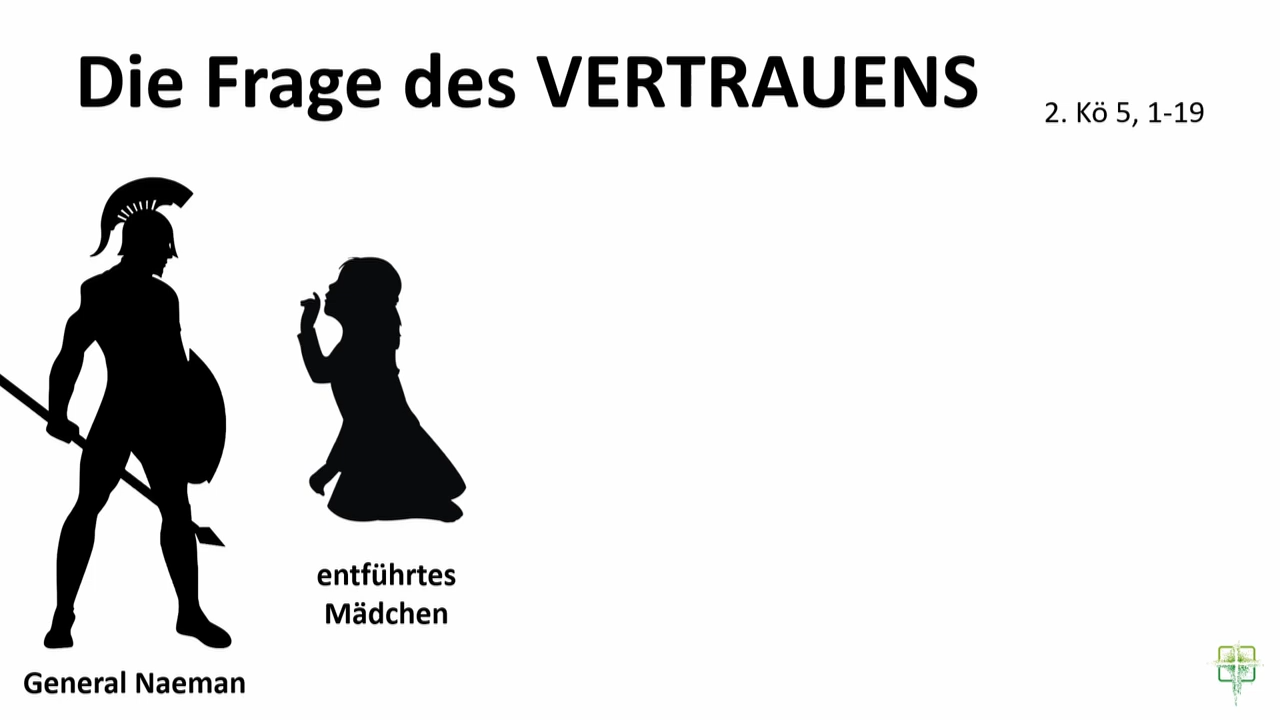 Die Frage des VERTRAUENS
2. Kö 5, 1-19
entführtes
Mädchen
General Naeman